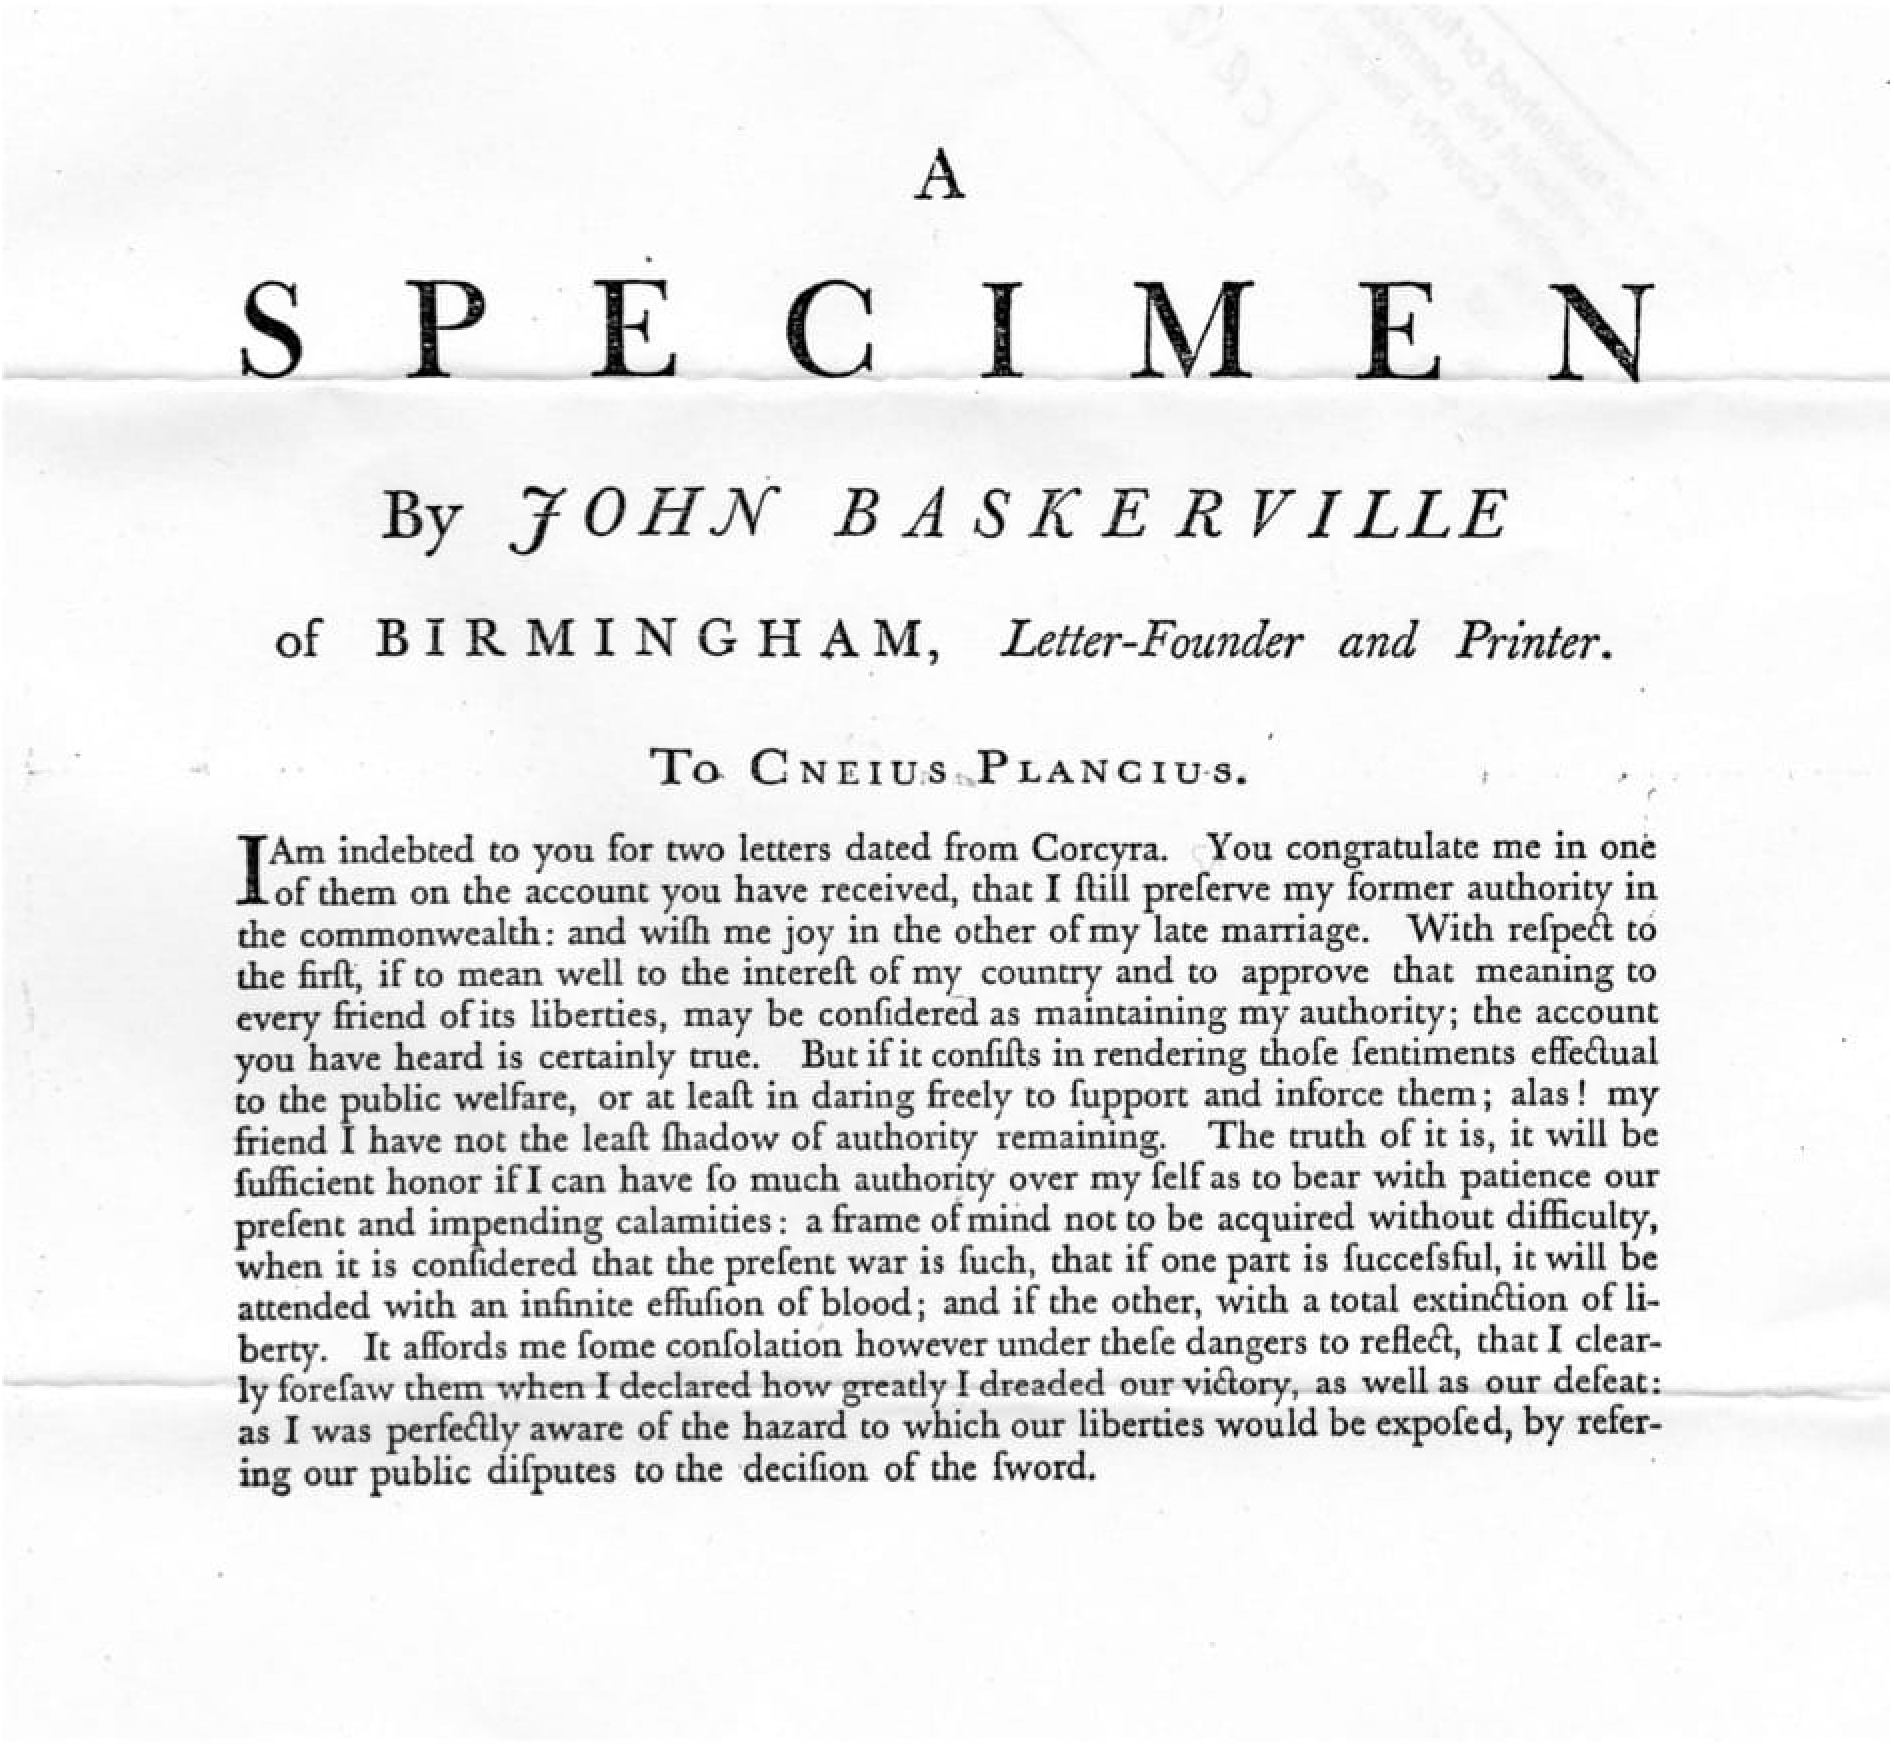 A
SPECIMEN
By JOHN BASKERVILLE
of BIRMINGHAM, Letter-Founder and Printer.
To Cneius Plancius.
I Am indebted to you for two letters dated from Corcyra. You congratulate me in one
of them on the account you have received, that I ſtill preſerve my former authority in
the commonwealth: and wiſh me joy in the other of my late marriage. With reſpect to
the firſt, if to mean well to the intereſt of my country and to approve that meaning to
every friend of its liberties, may be conſidered as maintaining my authority; the account
you have heard is certainly true. But if it conſiſts in rendering thoſe ſentiments effectual
to the public welfare, or at leaſt in daring freely to ſupport and inforce them; alas! my
friend I have not the leaſt ſhadow of authority remaining. The truth of it is, it will be
ſufficient honor if I can have ſo much authority over my ſelf as to bear with patience our
preſent and impending calamities: a frame of mind not to be acquired without difficulty,
when it is conſidered that the preſent war is ſuch, that if one part is ſucceſsful, it will be
attended with an infinite effuſion of blood; and if the other, with a total extinction of li-
berty. It affords me ſome conſolation however under theſe dangers to reflect, that I clear-
ly foreſaw them when I declared how greatly I dreaded our victory, as well as our defeat:
as I was perfectly aware of the hazard to which our liberties would be expoſed, by refer-
ing our public diſputes to the deciſion of the ſword.